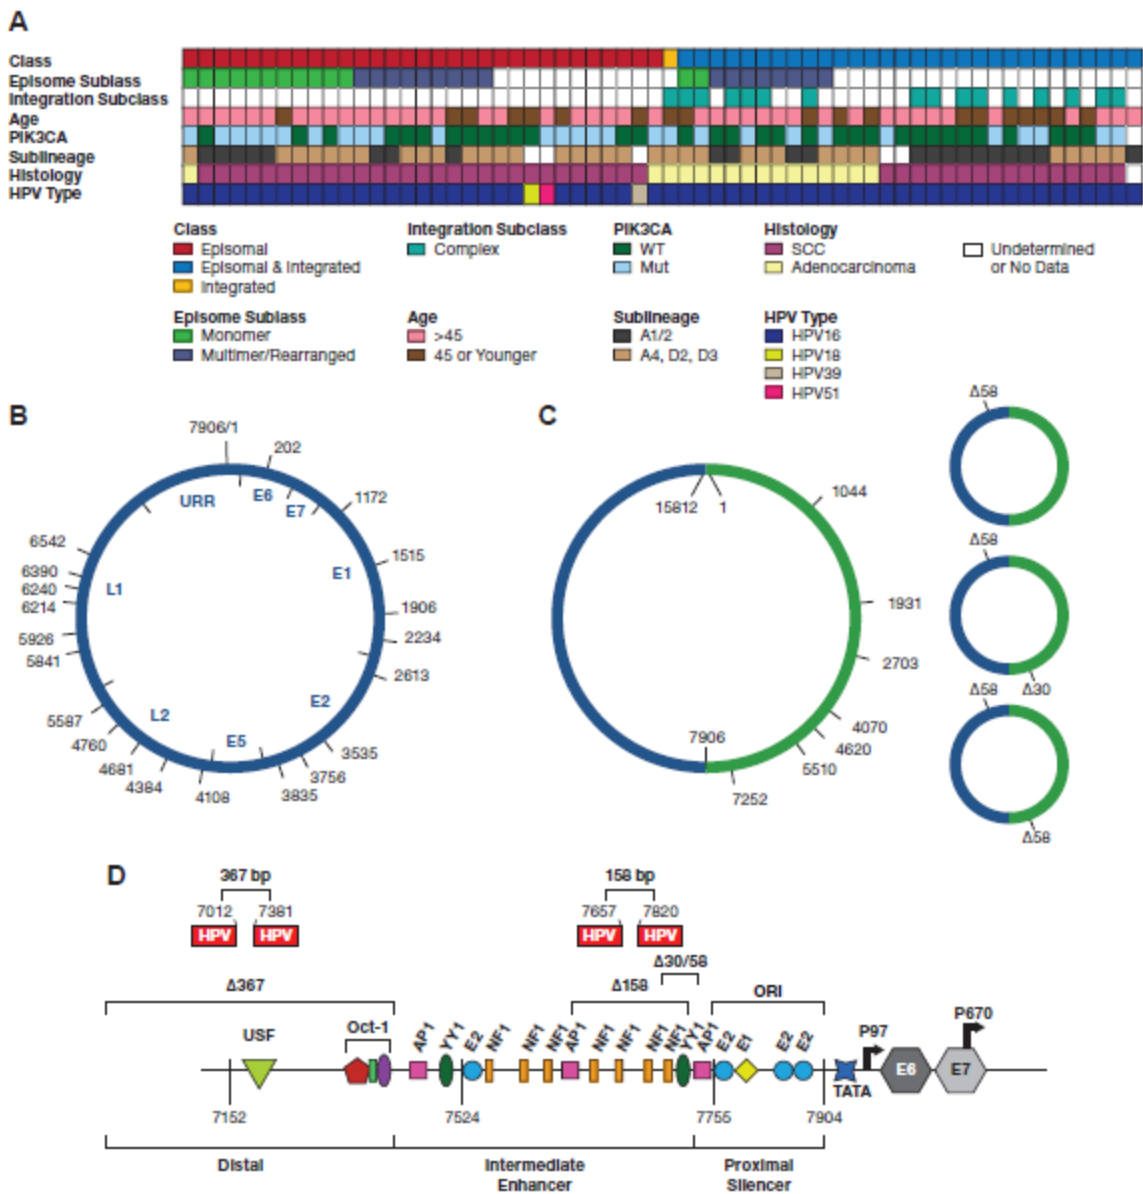 A
Class
Episome Sublass
Integration Subclass
Age
PIK3CA
Sublineage
Histology
HPV Type
Class
Episomal
Episomal & Integrated
Integrated
Integration Subclass
Complex
PIK3CA
WT
Mut
Histology
SCC
Adenocarcinoma
Undetermined
or No Data
Episome Sublass
Monomer
Multimer/Rearranged
Age
>45
45 or Younger
Sublineage
A1/2
A4, D2, D3
HPV Type
HPV16
HPV18
HPV39
HPV51
B
7906/1
202
1172
1515
1906
2234
2613
3535
3756
3835
4108
4384
4681
4760
5587
5841
5926
6214
6240
6390
6542
URR
E6
E7
E1
E2
E5
L2
L1
C
15812
1
1044
1931
2703
4070
4620
5510
7252
7906
Δ58
Δ58
Δ30
Δ58
Δ58
D
367 bp
7012
7381
HPV
HPV
158 bp
7657
7820
HPV
HPV
Δ367
Δ30/58
Δ158
ORI
USF
Oct-1
AP1
YY1
E2
NF1
NF1
NF1
AP1
NF1
NF1
NF1
NF1
YY1
AP1
E2
E1
E2
E2
P97
P670
TATA
E6
E7
7152
7524
7755
7904
Distal
Intermediate
Enhancer
Proximal
Silencer